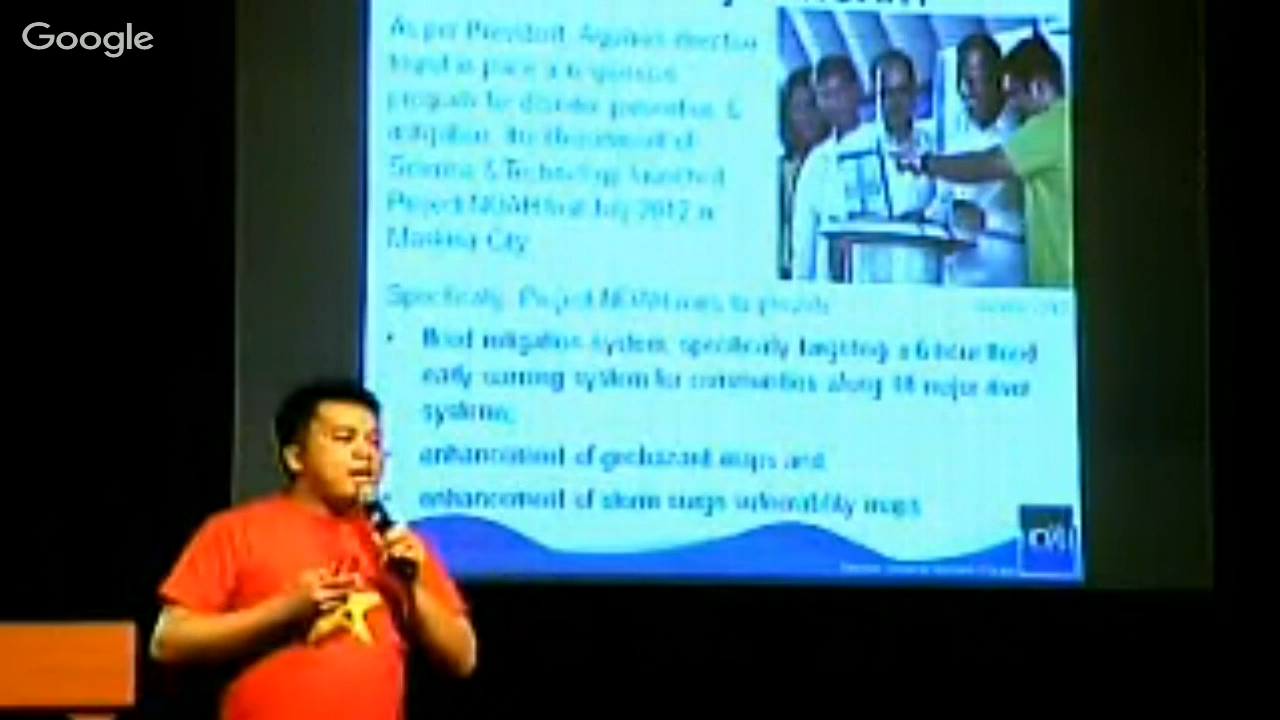 Google
As per President Aquino's directive
to put in place a responsive
program for disaster prevention &
mitigation, the Department of
Science & Technology launched
Project NOAH last July 2012 in
Marikina City.
Specifically, Project NOAH was to provide
• flood mitigation system, specifically targeting a 6-hour flood
early warning system for communities along 18 major river
systems;
enhancement of geohazard maps and
• enhancement of storm surge vulnerability maps